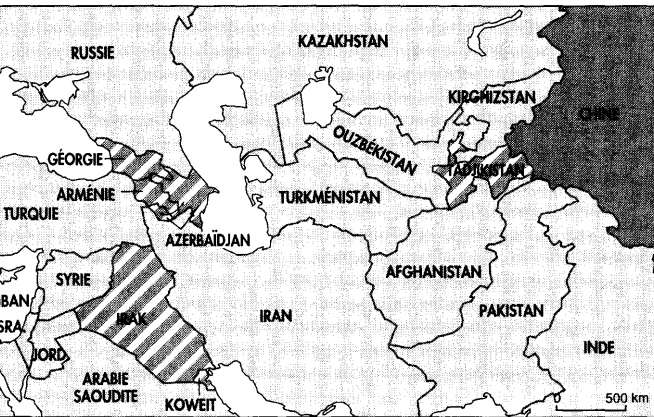 RUSSIE
KAZAKHSTAN
KIRGHIZSTAN
CHINE
OUZBÉKISTAN
GÉORGIE
TADJIKISTAN
ARMÉNIE
TURKMÉNISTAN
TURQUIE
AZERBAÏDJAN
SYRIE
AFGHANISTAN
BAN
PAKISTAN
SRA.
IRAK
IRAN
INDE
JORD.
ARABIE
SAOUDITE
KOWEIT
0 500 km